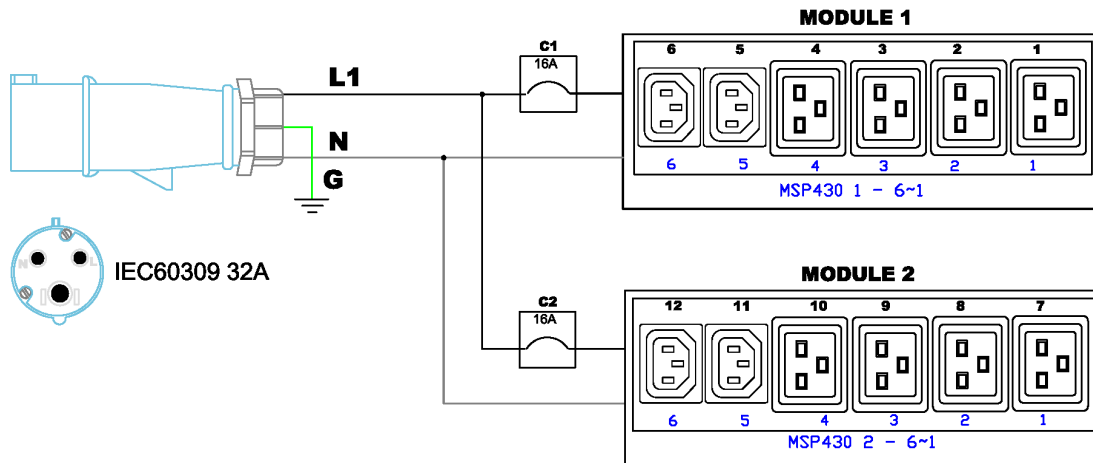 MODULE 1
C1
16A
6 5 4 3 2 1
L1
N
G
6 5 4 3 2 1
MSP430 1 - 6~1
N L
IEC60309 32A
MODULE 2
C2
16A
12 11 10 9 8 7
6 5 4 3 2 1
MSP430 2 - 6~1